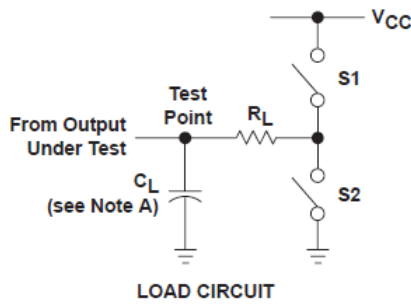 VCC
S1
Test
Point
RL
From Output
Under Test
CL
(see Note A)
S2
LOAD CIRCUIT